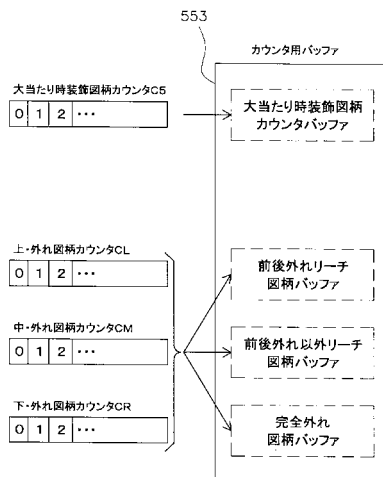 553
カウンタ用バッファ
大当たり時装飾図柄カウンタC5
0 1 2 ･･･
大当たり時装飾図柄
カウンタバッファ
上･外れ図柄カウンタCL
0 1 2 ･･･
前後外れリーチ
図柄バッファ
中･外れ図柄カウンタCM
0 1 2 ･･･
前後外れ以外リーチ
図柄バッファ
下･外れ図柄カウンタCR
0 1 2 ･･･
完全外れ
図柄バッファ